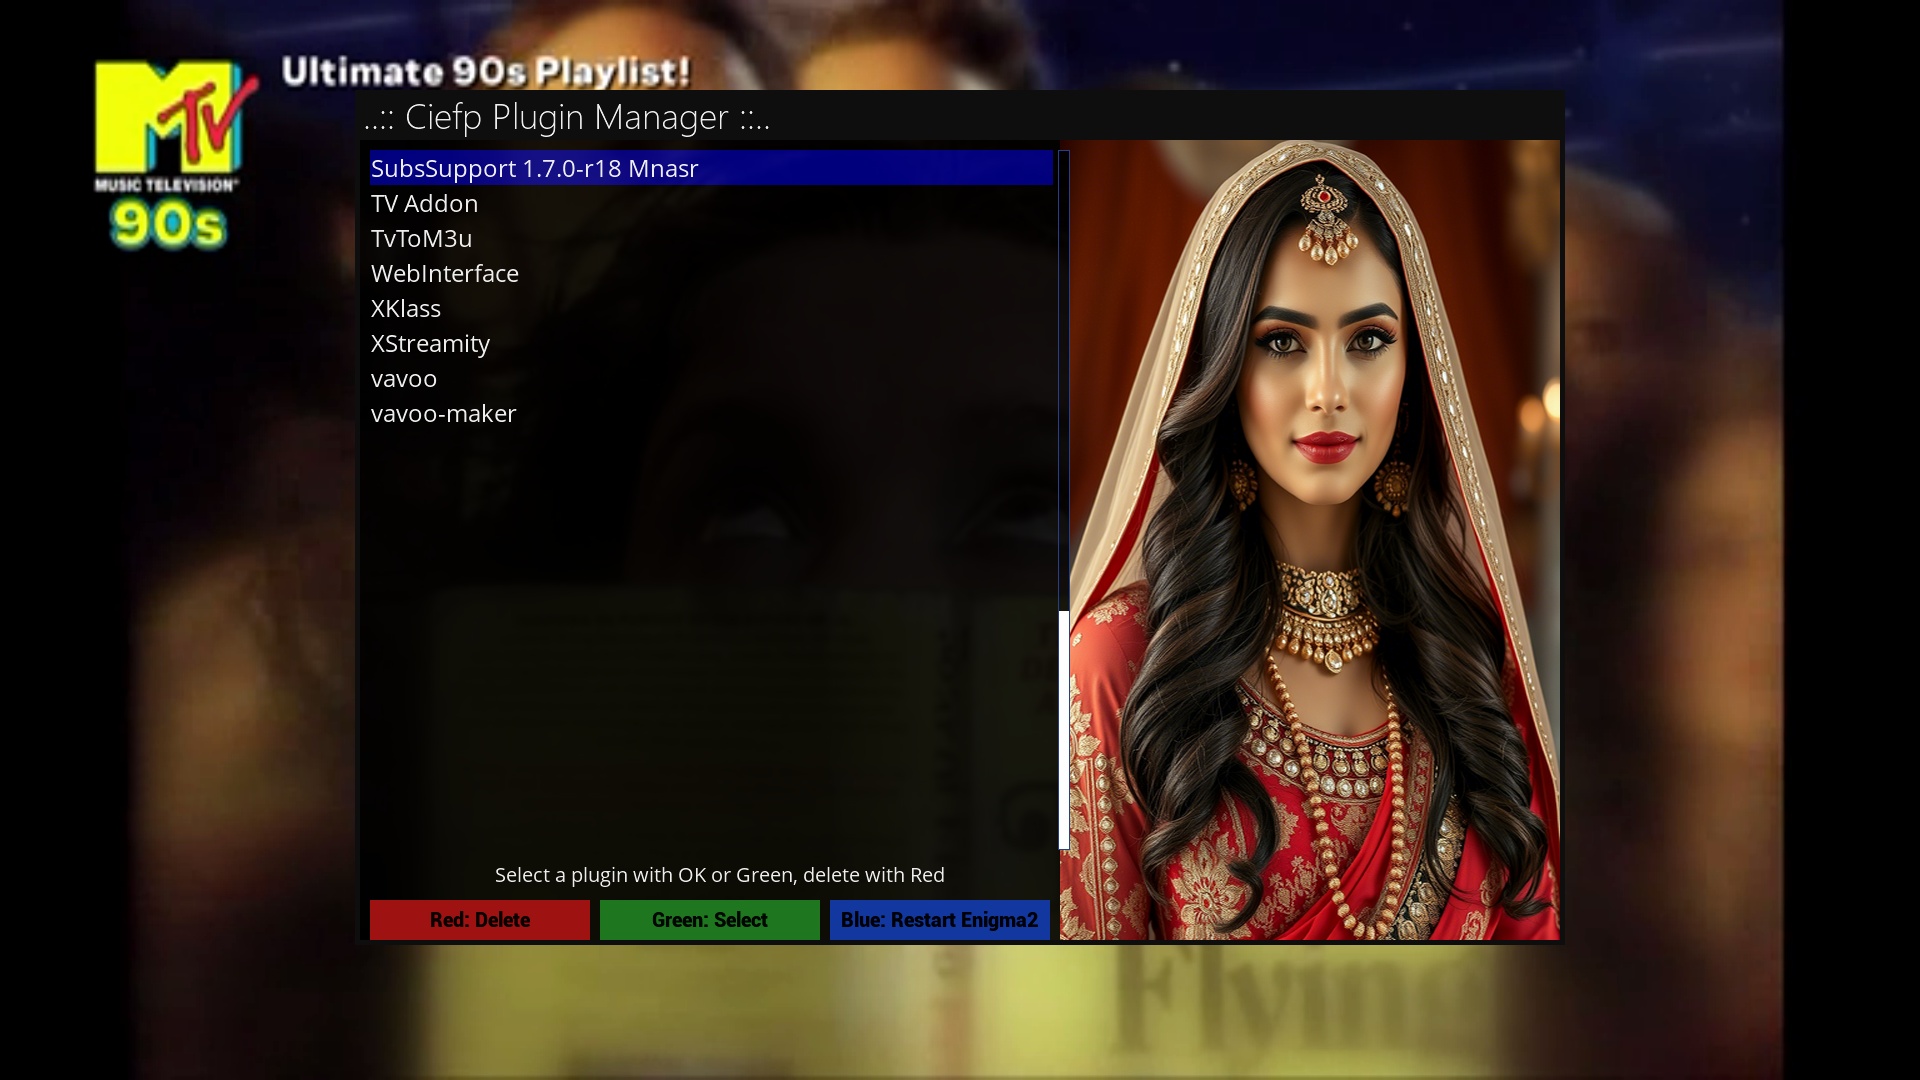 Ultimate 90s Playlist!
MTV
MUSIC TELEVISION
90s
..:: Ciefp Plugin Manager ::..
SubsSupport 1.7.0-r18 Mnasr
TV Addon
TvToM3u
WebInterface
XKlass
XStreamity
vavoo
vavoo-maker
Select a plugin with OK or Green, delete with Red
Red: Delete
Green: Select
Blue: Restart Enigma2
Flying